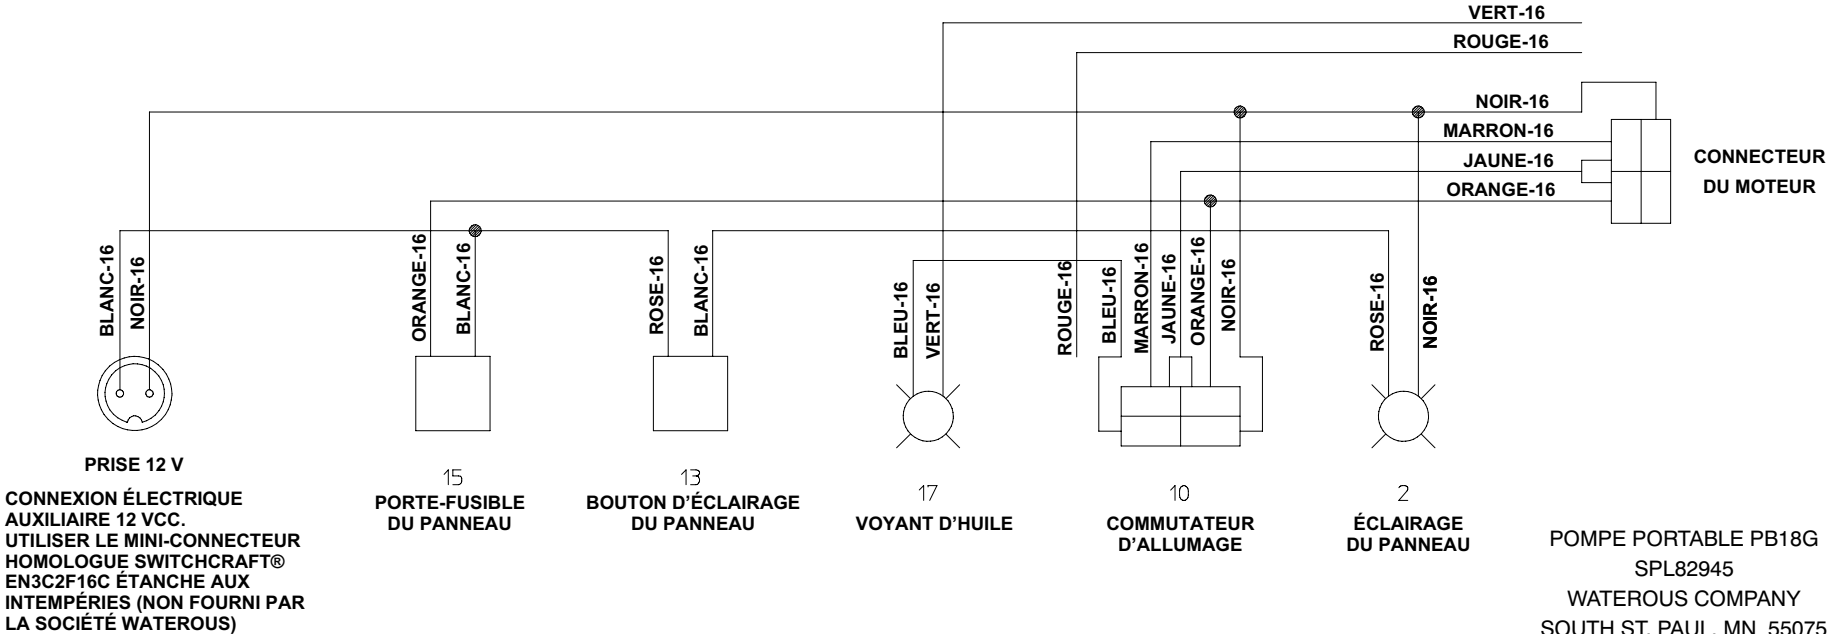 VERT-16
ROUGE-16
NOIR-16
MARRON-16
JAUNE-16
ORANGE-16
CONNECTEUR
DU MOTEUR
BLANC-16
NOIR-16
ORANGE-16
BLANC-16
ROSE-16
BLANC-16
BLEU-16
VERT-16
ROUGE-16
BLEU-16
MARRON-16
JAUNE-16
ORANGE-16
NOIR-16
ROSE-16
NOIR-16
PRISE 12 V
CONNEXION ÉLECTRIQUE
AUXILIAIRE 12 VCC.
UTILISER LE MINI-CONNECTEUR
HOMOLOGUE SWITCHCRAFT®
EN3C2F16C ÉTANCHE AUX
INTEMPÉRIES (NON FOURNI PAR
LA SOCIÉTÉ WATEROUS)
15
PORTE-FUSIBLE
DU PANNEAU
13
BOUTON D’ÉCLAIRAGE
DU PANNEAU
17
VOYANT D’HUILE
10
COMMUTATEUR
D’ALLUMAGE
2
ÉCLAIRAGE
DU PANNEAU
POMPE PORTABLE PB18G
SPL82945
WATEROUS COMPANY
SOUTH ST. PAUL, MN 55075